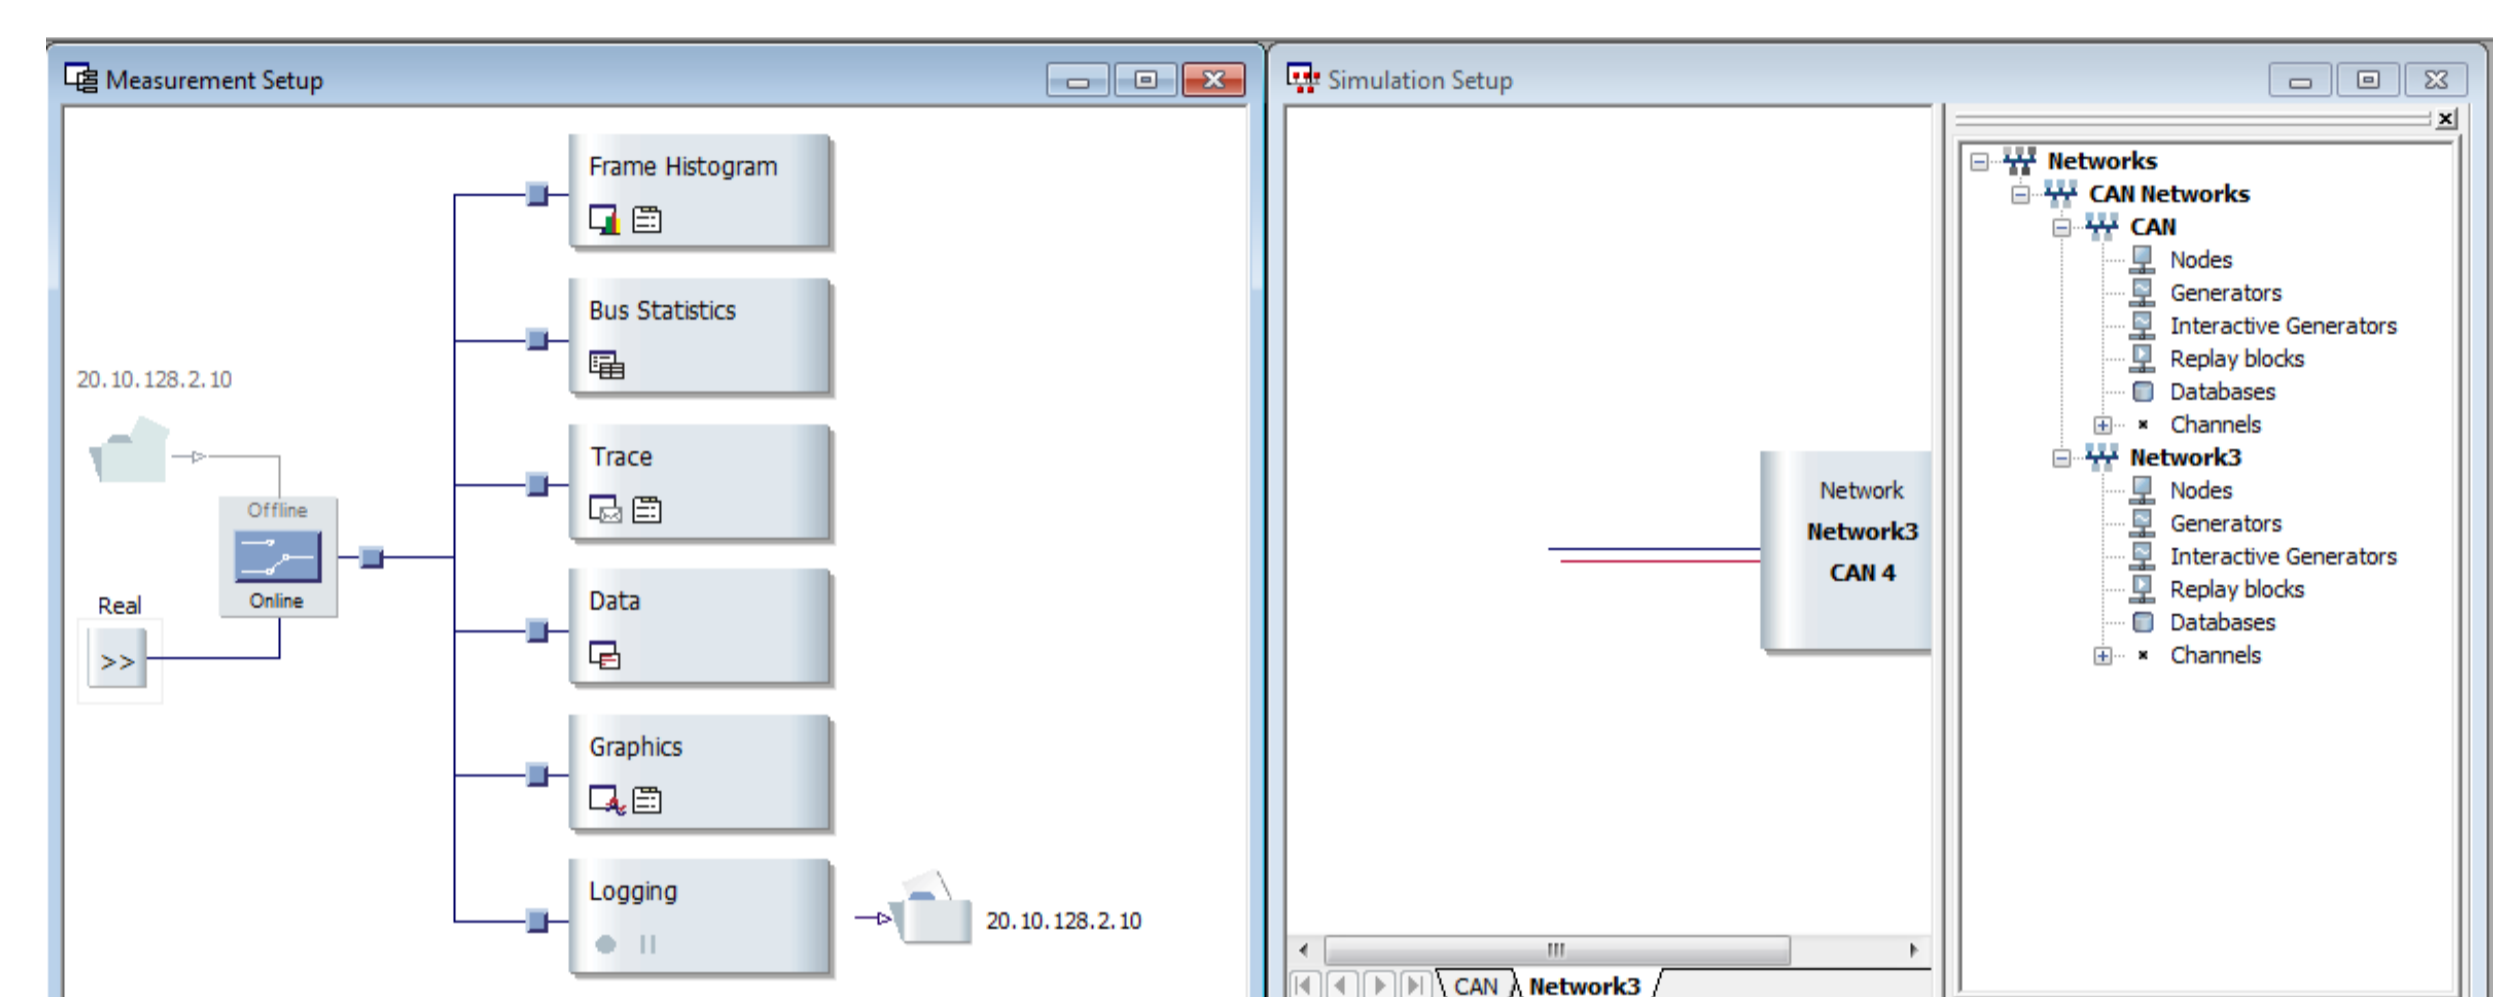 Measurement Setup
Frame Histogram
Bus Statistics
20.10.128.2.10
Trace
Offline
Online
Real
>>
Data
Graphics
Logging
20.10.128.2.10
Simulation Setup
Network
Network3
CAN 4
CAN
Network3
Networks
CAN Networks
CAN
Nodes
Generators
Interactive Generators
Replay blocks
Databases
Channels
Network3
Nodes
Generators
Interactive Generators
Replay blocks
Databases
Channels